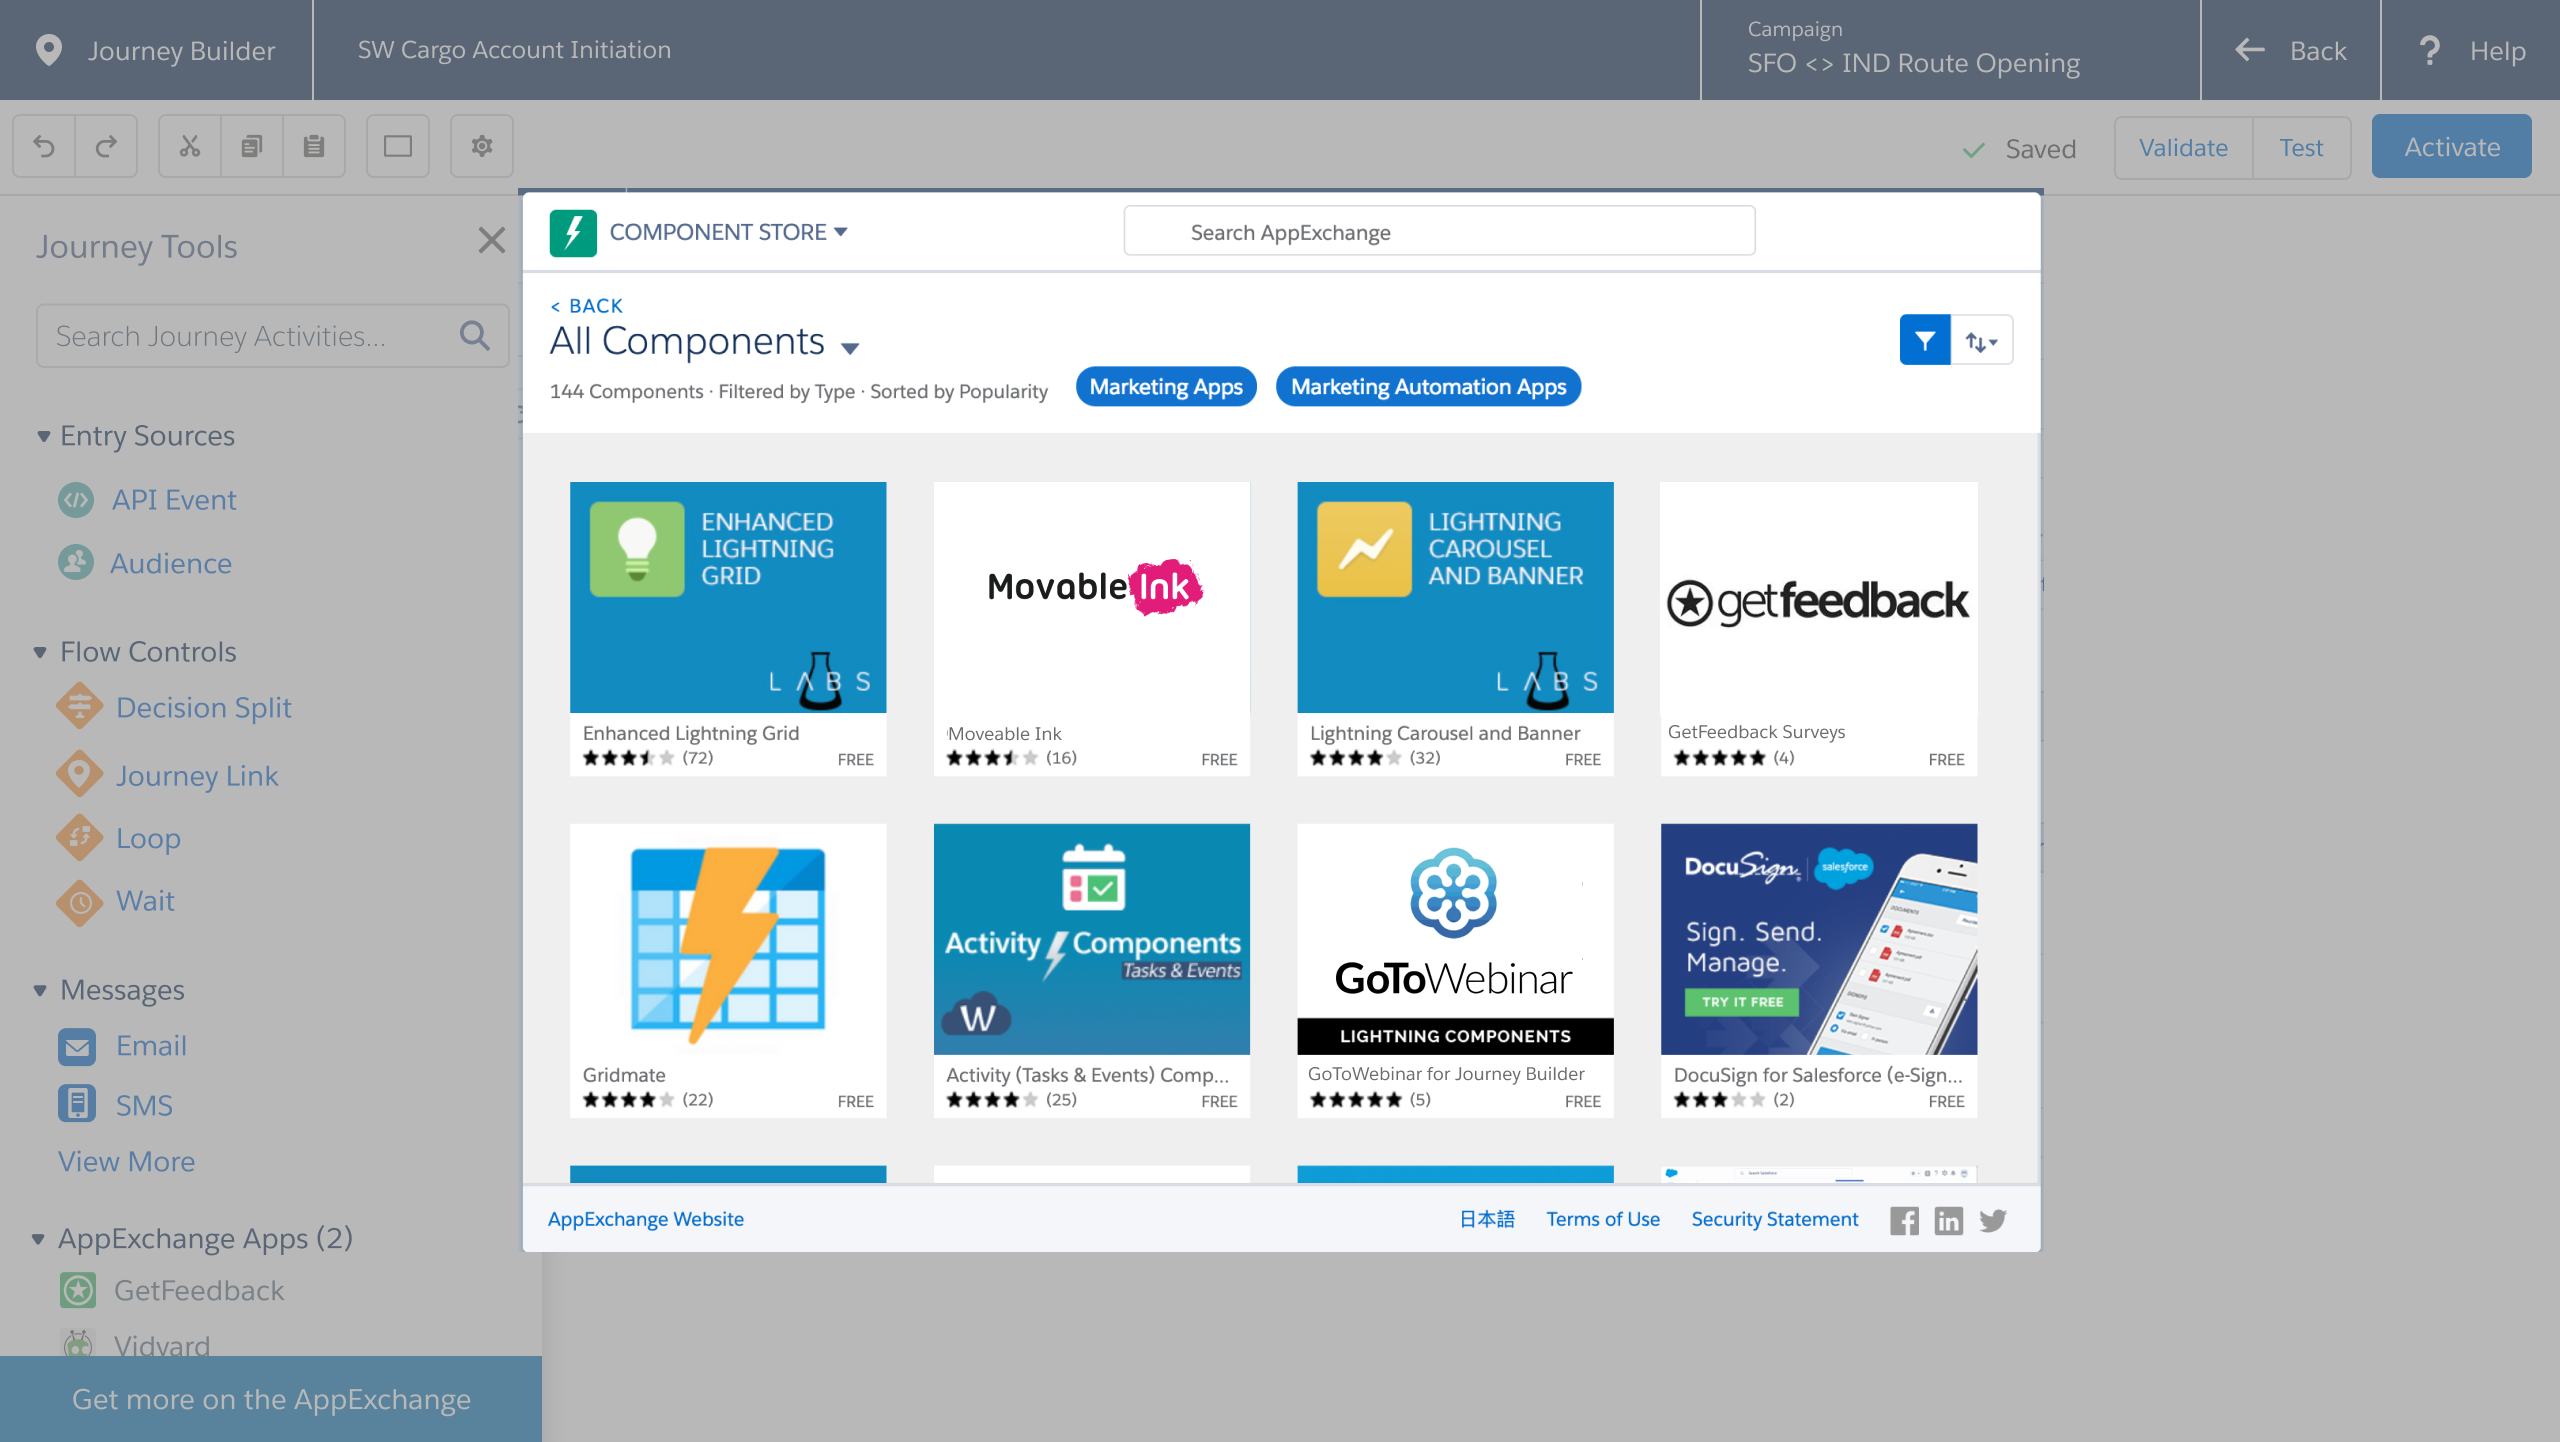 Journey Builder
SW Cargo Account Initiation
Campaign
SFO <> IND Route Opening
Back
? Help
Saved
Validate
Test
Activate
Journey Tools
Search Journey Activities...
Entry Sources
API Event
Audience
Flow Controls
Decision Split
Journey Link
Loop
Wait
Messages
Email
SMS
View More
AppExchange Apps (2)
GetFeedback
Vidyard
Get more on the AppExchange
COMPONENT STORE
Search AppExchange
< BACK
All Components
144 Components · Filtered by Type · Sorted by Popularity
Marketing Apps
Marketing Automation Apps
ENHANCED
LIGHTNING
GRID
LABS
Enhanced Lightning Grid
(72)
FREE
Movable Ink
Moveable Ink
(16)
FREE
LIGHTNING
CAROUSEL
AND BANNER
LABS
Lightning Carousel and Banner
(32)
FREE
getfeedback
GetFeedback Surveys
(4)
FREE
Gridmate
(22)
FREE
Activity Components
Tasks & Events
W
Activity (Tasks & Events) Comp...
(25)
FREE
GoToWebinar
LIGHTNING COMPONENTS
GoToWebinar for Journey Builder
(5)
FREE
DocuSign
salesforce
Sign. Send.
Manage.
TRY IT FREE
DocuSign for Salesforce (e-Sign...
(2)
FREE
AppExchange Website
日本語
Terms of Use
Security Statement